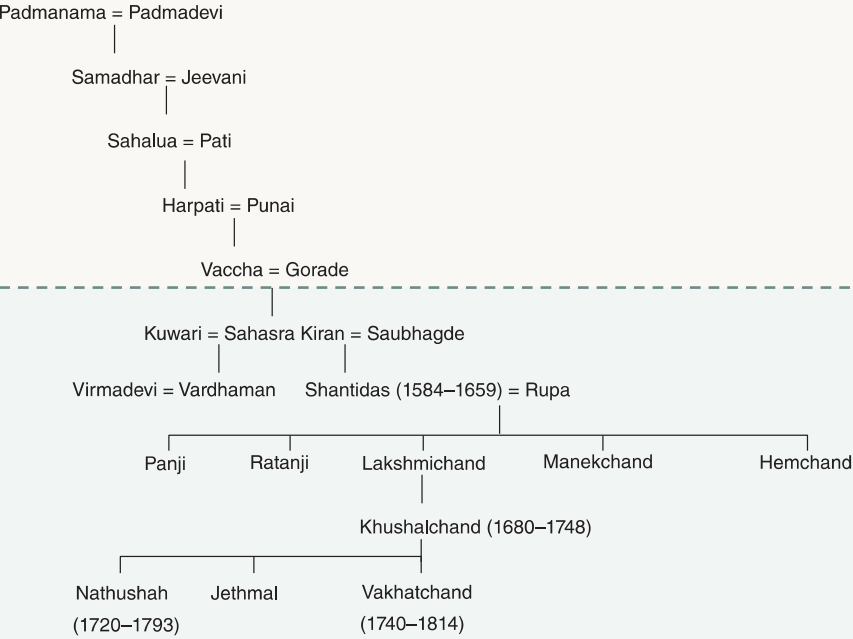 Padmanama = Padmadevi
Samadhar = Jeevani
Sahalua = Pati
Harpati = Punai
Vaccha = Gorade
Kuwari = Sahasra Kiran = Saubhagde
Virmadevi = Vardhaman Shantidas (1584–1659) = Rupa
Panji Ratanji Lakshmichand Manekchand Hemchand
Khushalchand (1680–1748)
Nathushah Jethmal Vakhatchand
(1720–1793) (1740–1814)